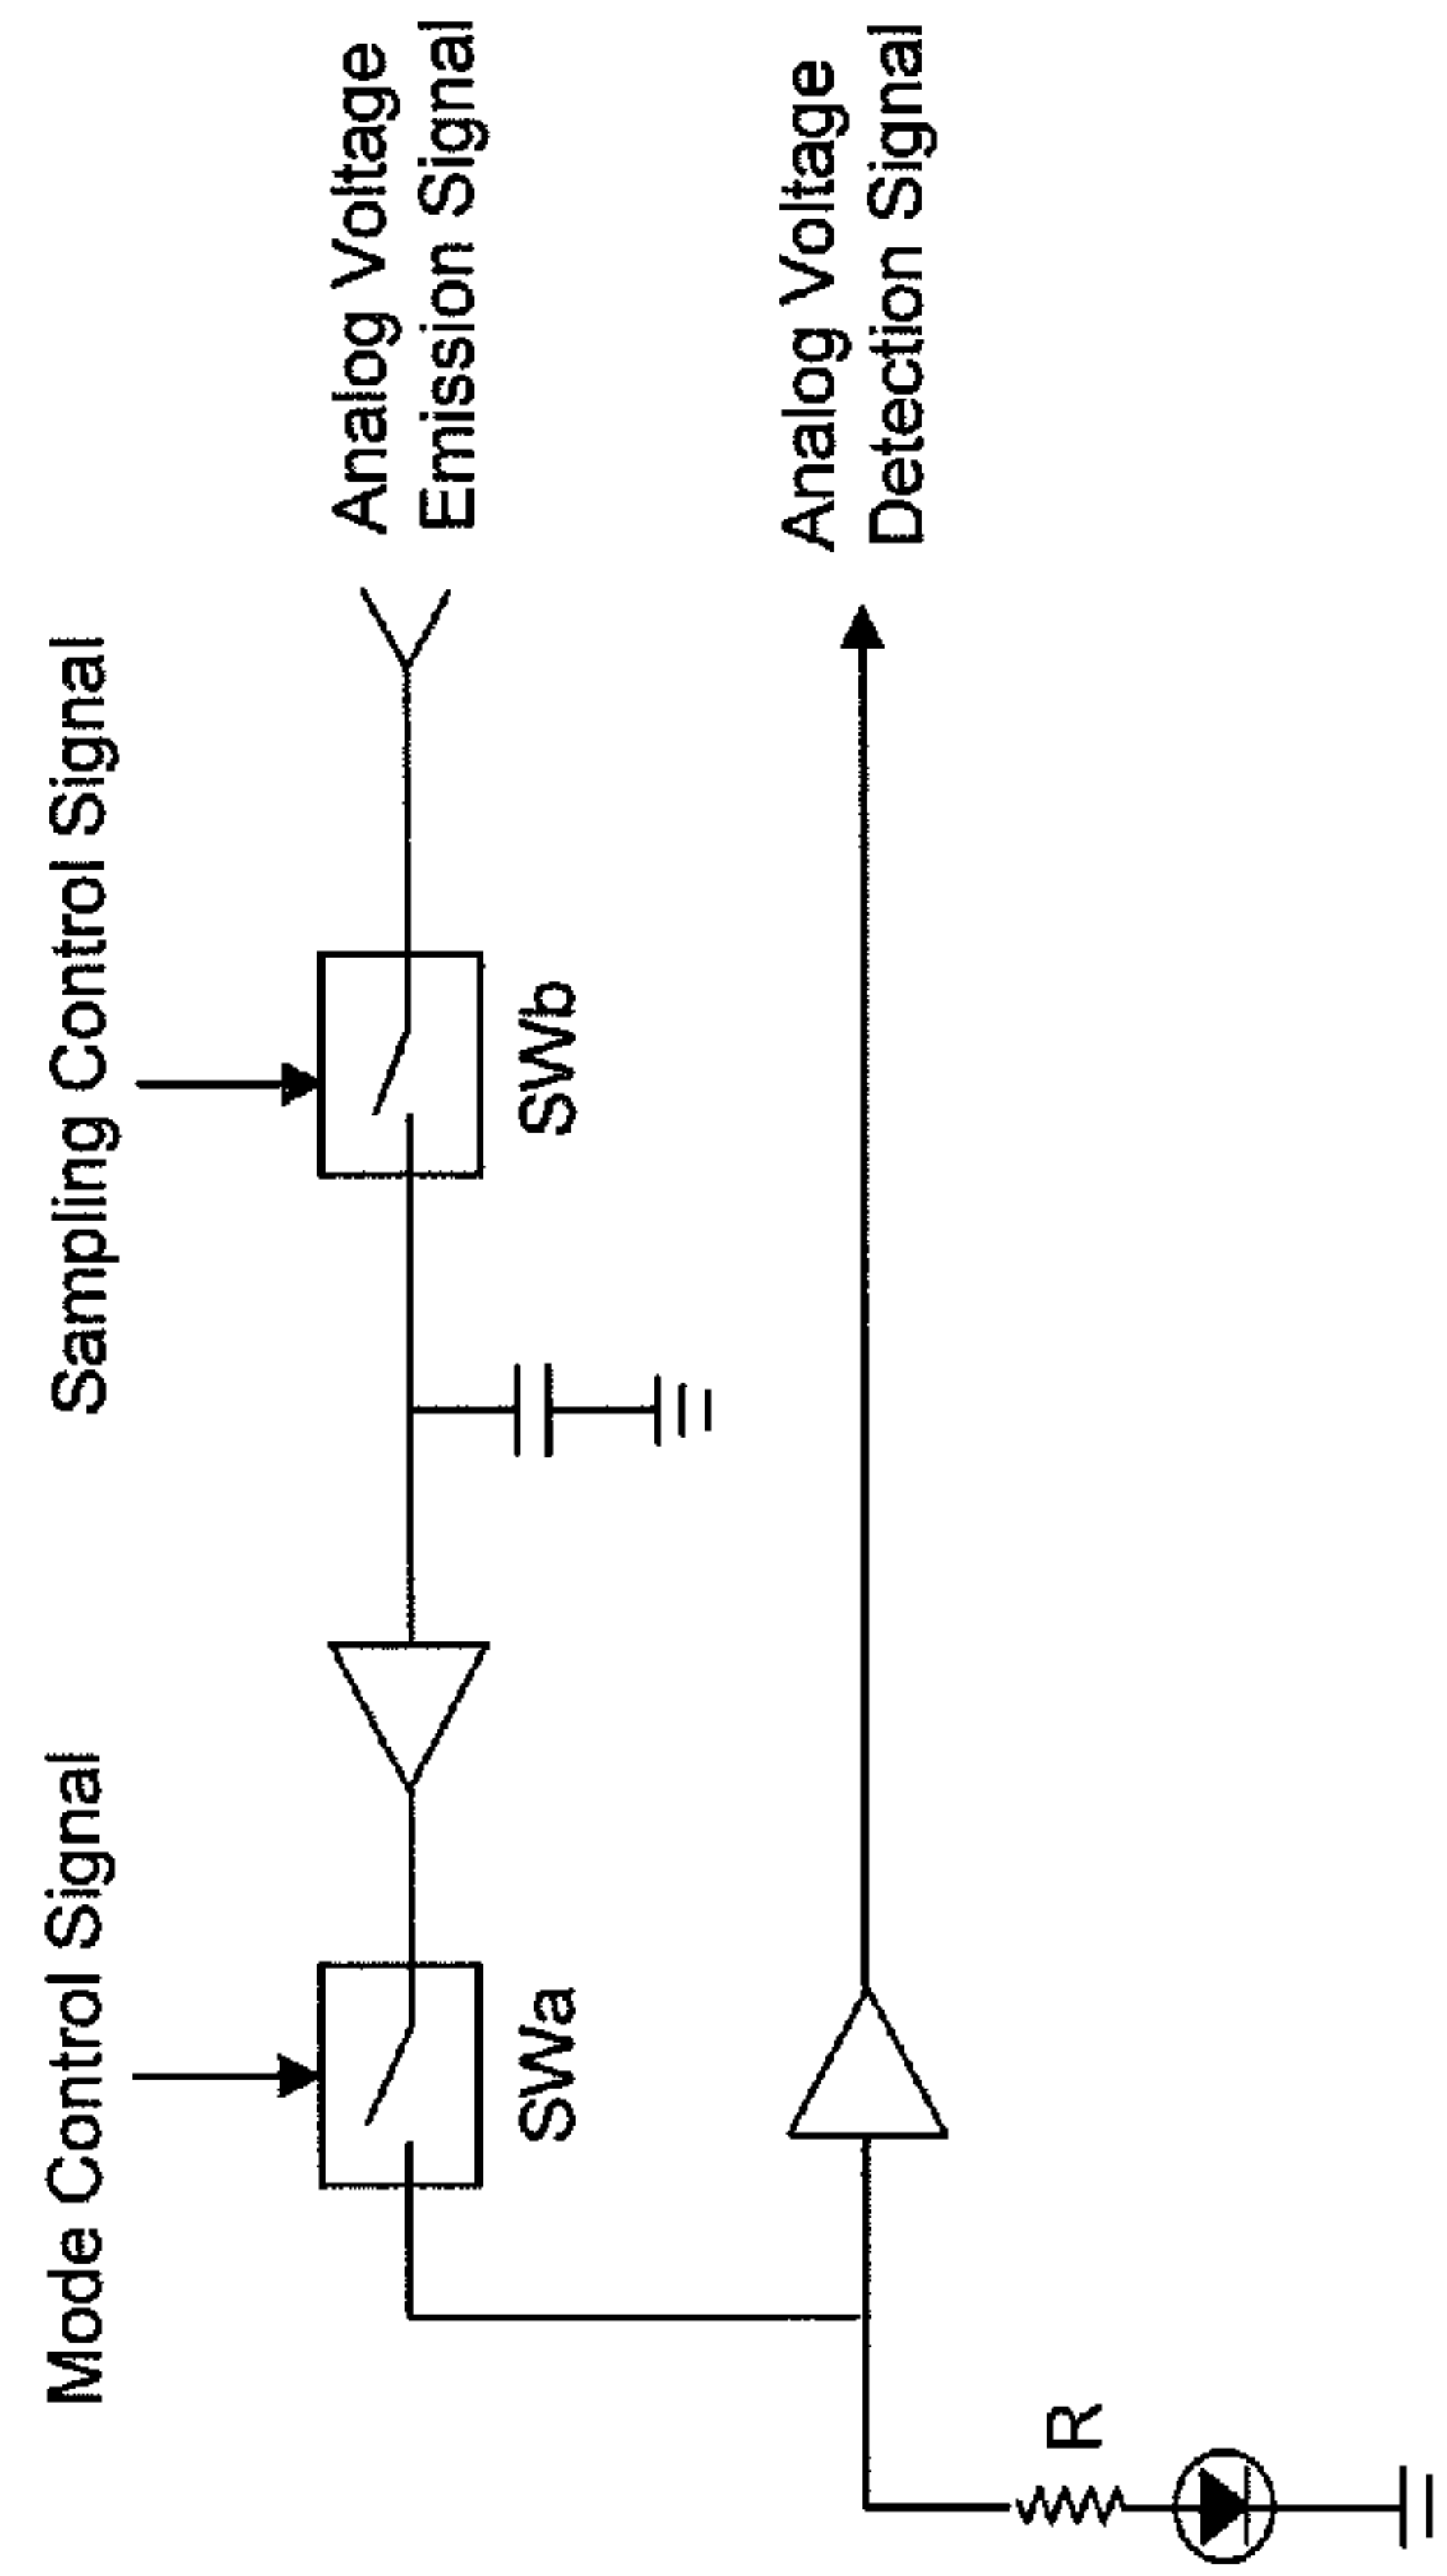 Mode Control Signal
Sampling Control Signal
SWa
SWb
Analog Voltage
Emission Signal
Analog Voltage
Detection Signal
R